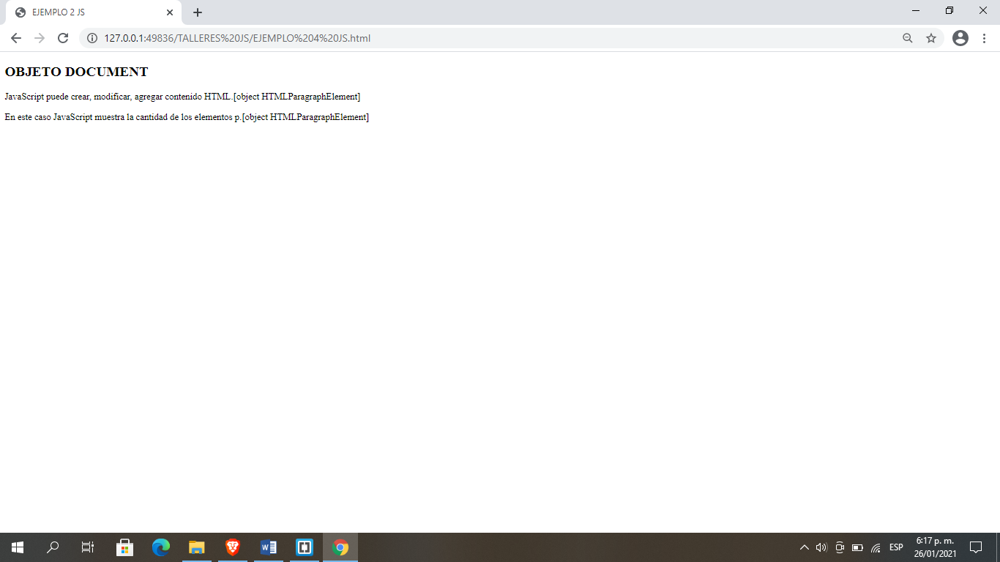 EJEMPLO 2 JS
127.0.0.1:49836/TALLERES%20JS/EJEMPLO%204%20JS.html
OBJETO DOCUMENT
JavaScript puede crear, modificar, agregar contenido HTML.[object HTMLParagraphElement]
En este caso JavaScript muestra la cantidad de los elementos p.[object HTMLParagraphElement]
W
ESP
6:17 p. m.
26/01/2021